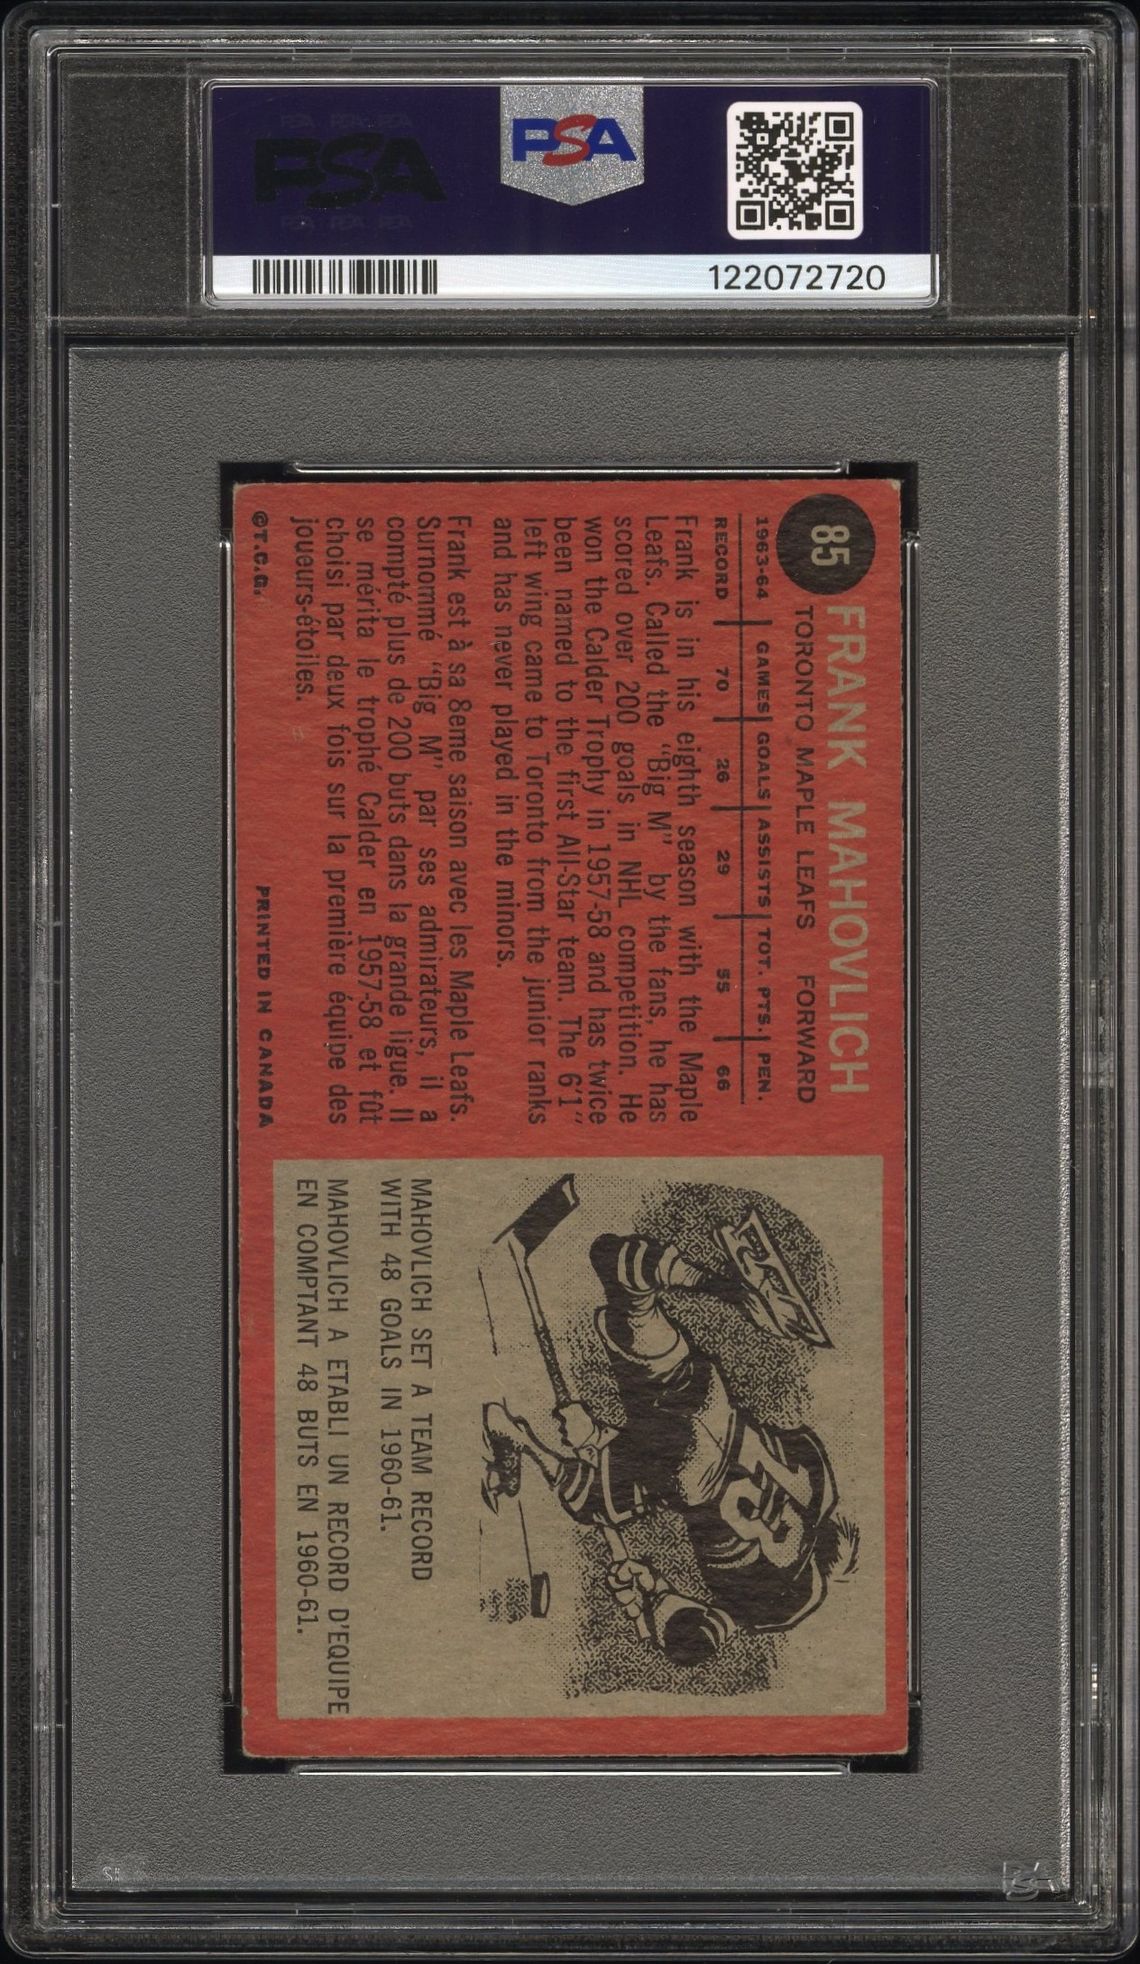 PSA PSA PSA
PSA
PSA PSA PSA
PSA
122072720
85
FRANK MAHOVLICH
TORONTO MAPLE LEAFS FORWARD
1963-64 GAMES GOALS ASSISTS TOT. PTS. PEN.
RECORD 70 26 29 55 66
Frank is in his eighth season with the Maple
Leafs. Called the "Big M" by the fans, he has
scored over 200 goals in NHL competition. He
won the Calder Trophy in 1957-58 and has twice
been named to the first All-Star team. The 6'1"
left wing came to Toronto from the junior ranks
and has never played in the minors.
Frank est à sa 8eme saison avec les Maple Leafs.
Surnommé "Big M" par ses admirateurs, il a
compté plus de 200 buts dans la grande ligue. Il
se mérita le trophé Calder en 1957-58 et fût
choisi par deux fois sur la première équipe des
joueurs-étoiles.
©T.C.G. PRINTED IN CANADA
MAHOVLICH SET A TEAM RECORD
WITH 48 GOALS IN 1960-61.
MAHOVLICH A ETABLI UN RECORD D'EQUIPE
EN COMPTANT 48 BUTS EN 1960-61.
PSA